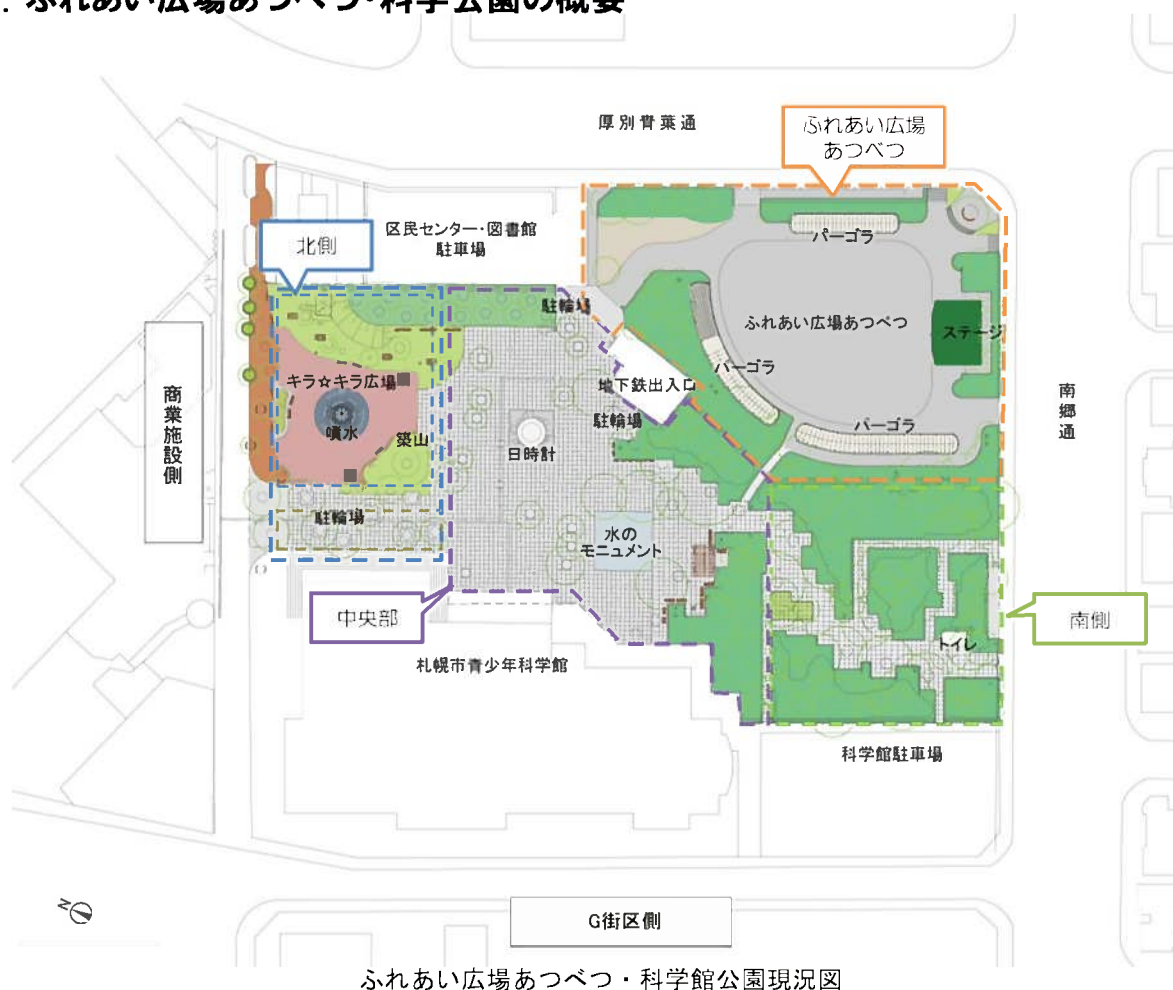 . ふれあい広場あつべつ・科学公園の概要
厚別青葉通
ふれあい広場
あつべつ
区民センター・図書館
駐車場
北側
パーゴラ
駐輪場
ふれあい広場あつべつ
ステージ
キラ☆キラ広場
地下鉄出入口
パーゴラ
商業施設側
噴水
築山
駐輪場
パーゴラ
南郷通
日時計
駐輪場
水の
モニュメント
中央部
南側
トイレ
札幌市青少年科学館
科学館駐車場
N
G街区側
ふれあい広場あつべつ・科学館公園現況図